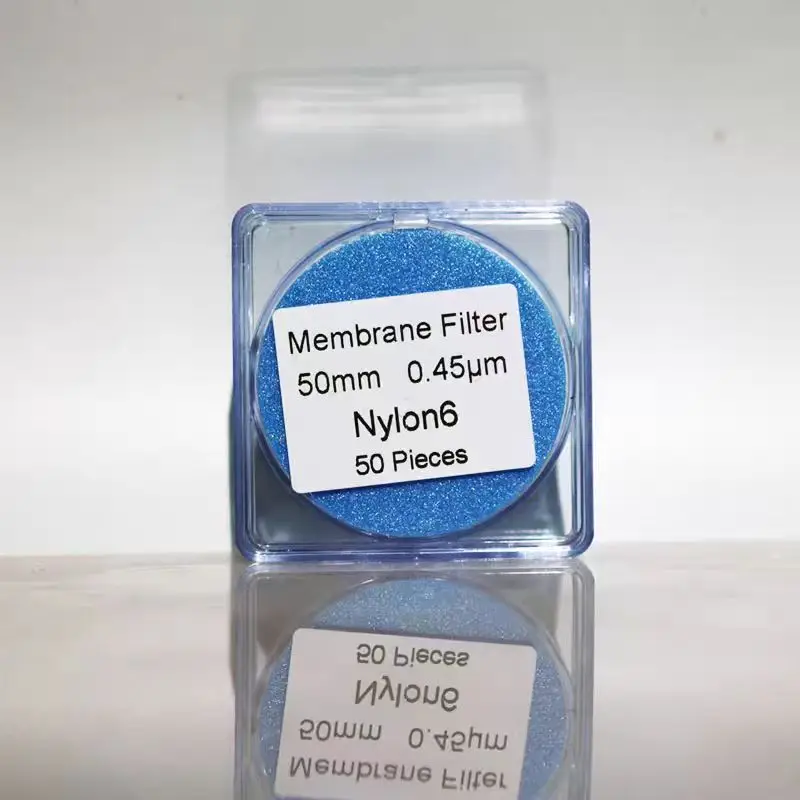 Membrane Filter
50mm 0.45µm
Nylon6
50 Pieces